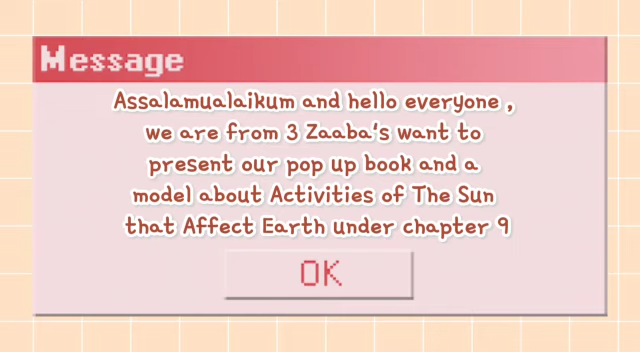 Message
Assalamualaikum and hello everyone ,
we are from 3 Zaaba's want to
present our pop up book and a
model about Activities of The Sun
that Affect Earth under chapter 9
OK